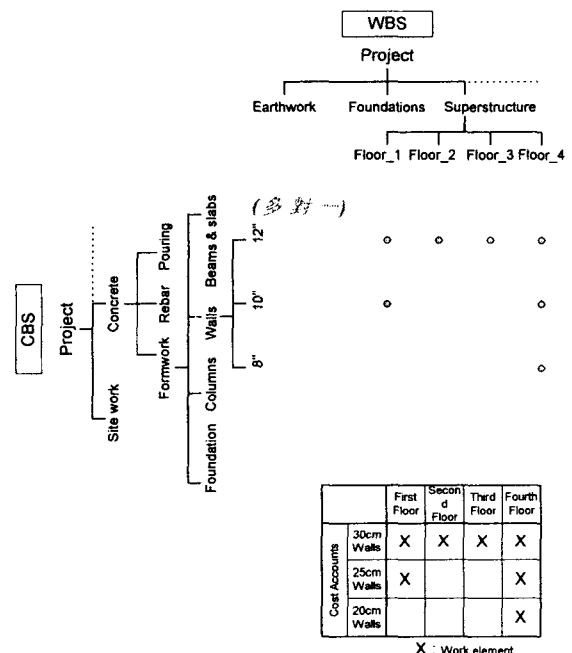 WBS
Project
Earthwork Foundations Superstructure
Floor_1 Floor_2 Floor_3 Floor_4
(多對一)
CBS
Project
Site work
Concrete
Formwork
Rebar
Pouring
Foundation
Columns
Walls
Beams & slabs
8"
10"
12"
First Floor
Secon
d
Floor
Third Floor
Fourth Floor
Cost Accounts
30cm Walls X X X X
25cm Walls X X
20cm Walls X
X : Work element